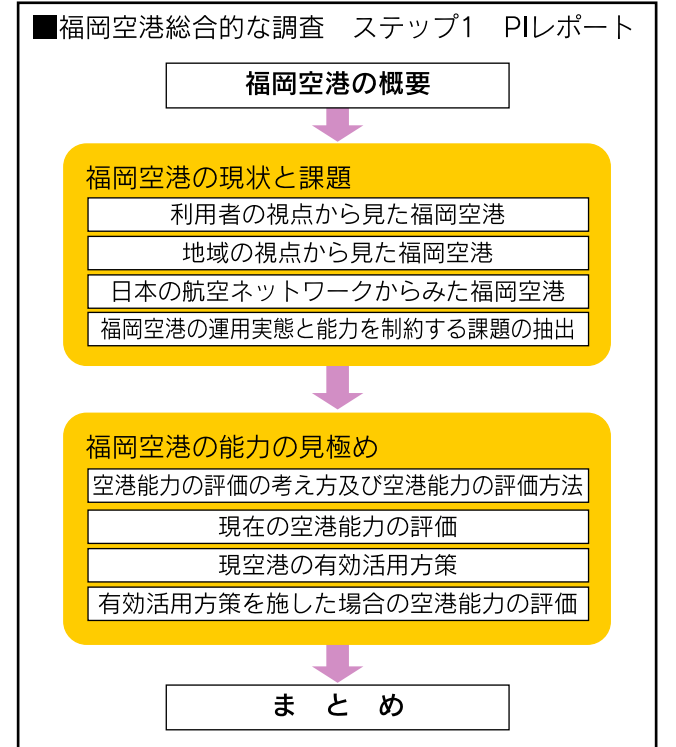 ■福岡空港総合的な調査　ステップ1　PIレポート
福岡空港の概要
福岡空港の現状と課題
利用者の視点から見た福岡空港
地域の視点から見た福岡空港
日本の航空ネットワークからみた福岡空港
福岡空港の運用実態と能力を制約する課題の抽出
福岡空港の能力の見極め
空港能力の評価の考え方及び空港能力の評価方法
現在の空港能力の評価
現空港の有効活用方策
有効活用方策を施した場合の空港能力の評価
ま　と　め